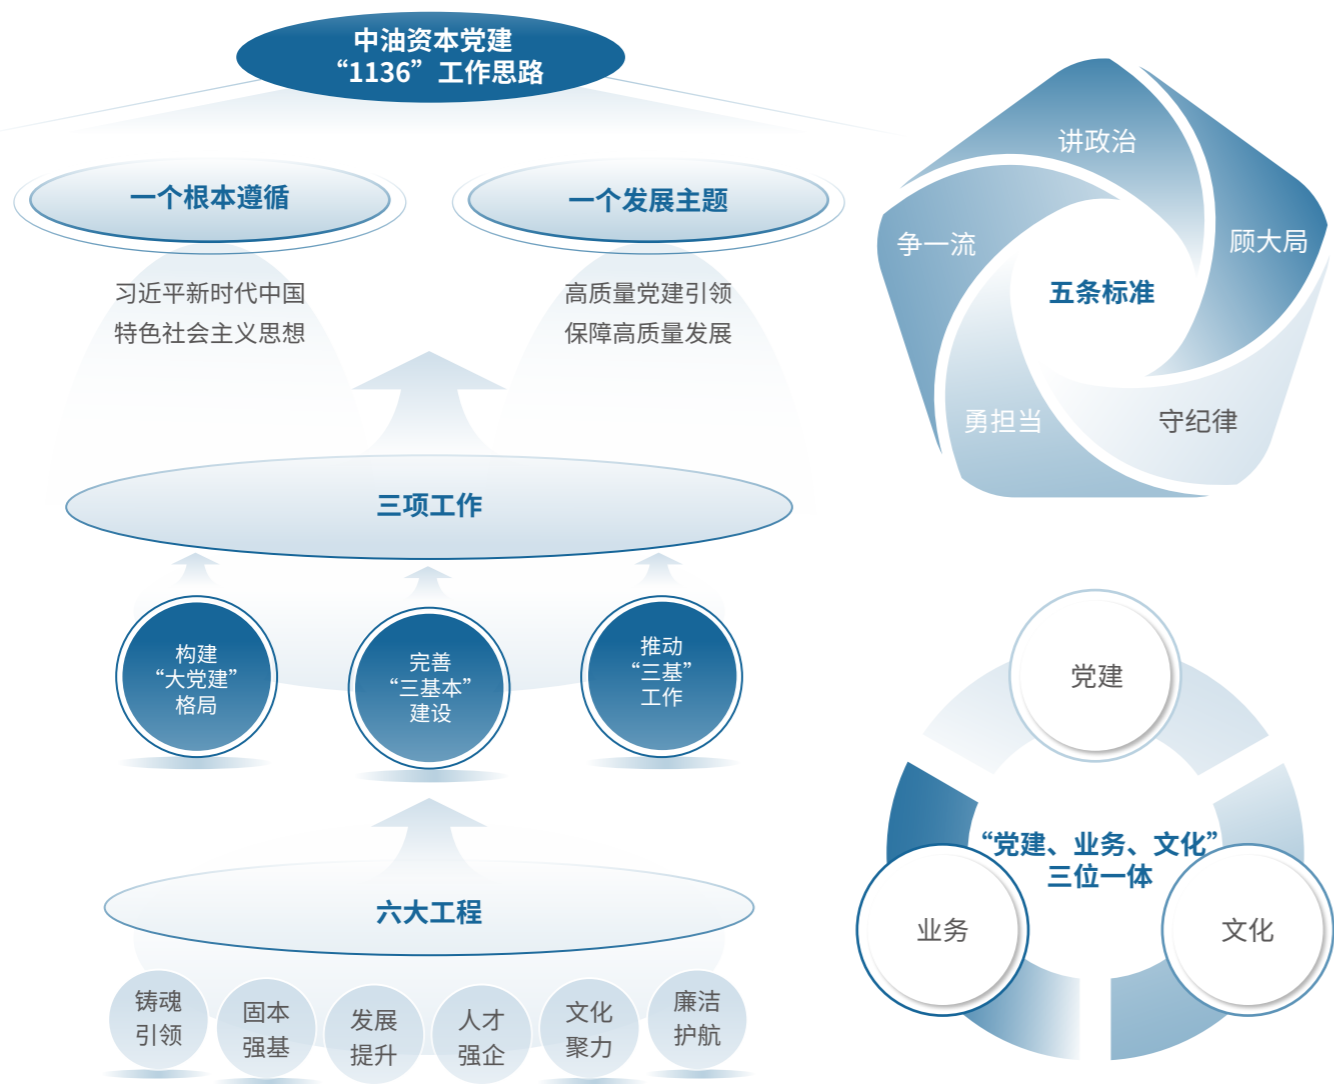 中油资本党建
“1136”工作思路
一个根本遵循
一个发展主题
习近平新时代中国
特色社会主义思想
高质量党建引领
保障高质量发展
三项工作
构建
“大党建”
格局
完善
“三基本”
建设
推动
“三基”
工作
六大工程
铸魂
引领
固本
强基
发展
提升
人才
强企
文化
聚力
廉洁
护航
讲政治
顾大局
争一流
五条标准
勇担当
守纪律
党建
“党建、业务、文化”
三位一体
业务
文化